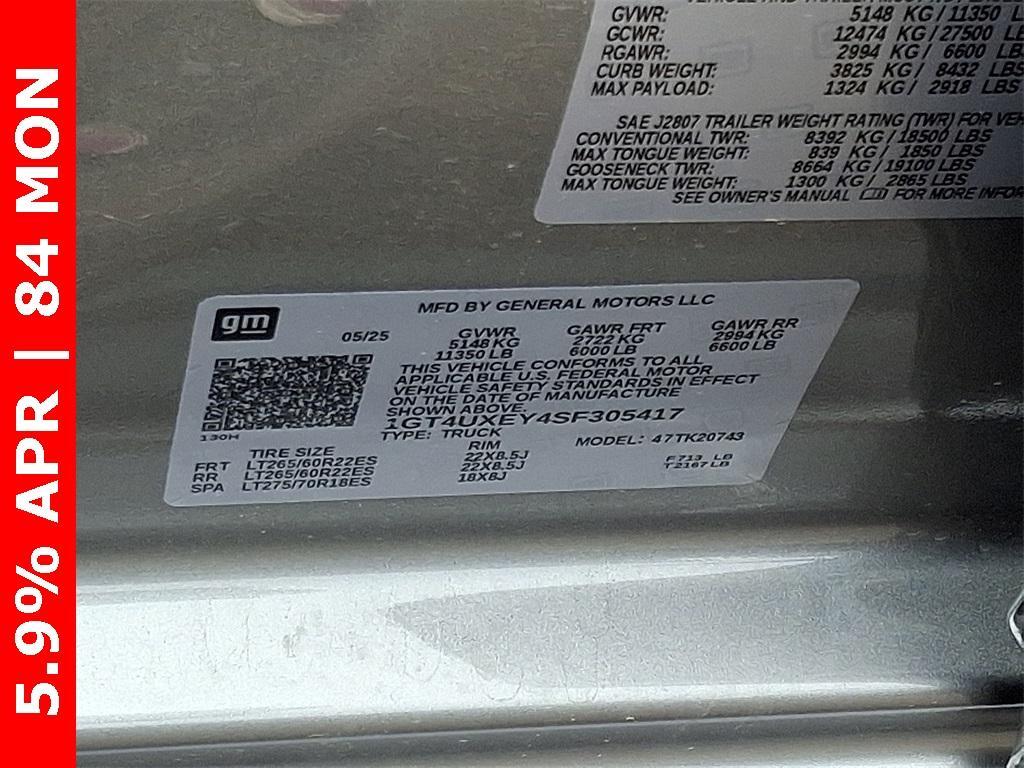 5.9% APR | 84 MON
GVWR: 5148 KG / 11350
GCWR: 12474 KG / 27500
RGAWR: 2994 KG / 6600 LBS
CURB WEIGHT: 3825 KG / 8432 LBS
MAX PAYLOAD: 1324 KG / 2918 LBS
SAE J2807 TRAILER WEIGHT RATING (TWR) FOR
CONVENTIONAL TWR: 8392 KG / 18500 LBS
MAX TONGUE WEIGHT: 839 KG / 1850 LBS
GOOSENECK TWR: 8664 KG / 19100 LBS
MAX TONGUE WEIGHT: 1300 KG / 2865 LBS
SEE OWNER'S MANUAL FOR MORE
gm
MFD BY GENERAL MOTORS LLC
05/25 GVWR GAWR FRT GAWR RR
5148 KG 2722 KG 2994 KG
11350 LB 6000 LB 6600 LB
THIS VEHICLE CONFORMS TO ALL
APPLICABLE U.S. FEDERAL MOTOR
VEHICLE SAFETY STANDARDS IN EFFECT
ON THE DATE OF MANUFACTURE
SHOWN ABOVE.
1GT4UXEY4SF305417
130H
TYPE: TRUCK MODEL: 47TK20743
TIRE SIZE RIM
FRT LT265/60R22ES 22X8.5J F713 LB
RR LT265/60R22ES 22X8.5J T2167 LB
SPA LT275/70R18ES 18X8J